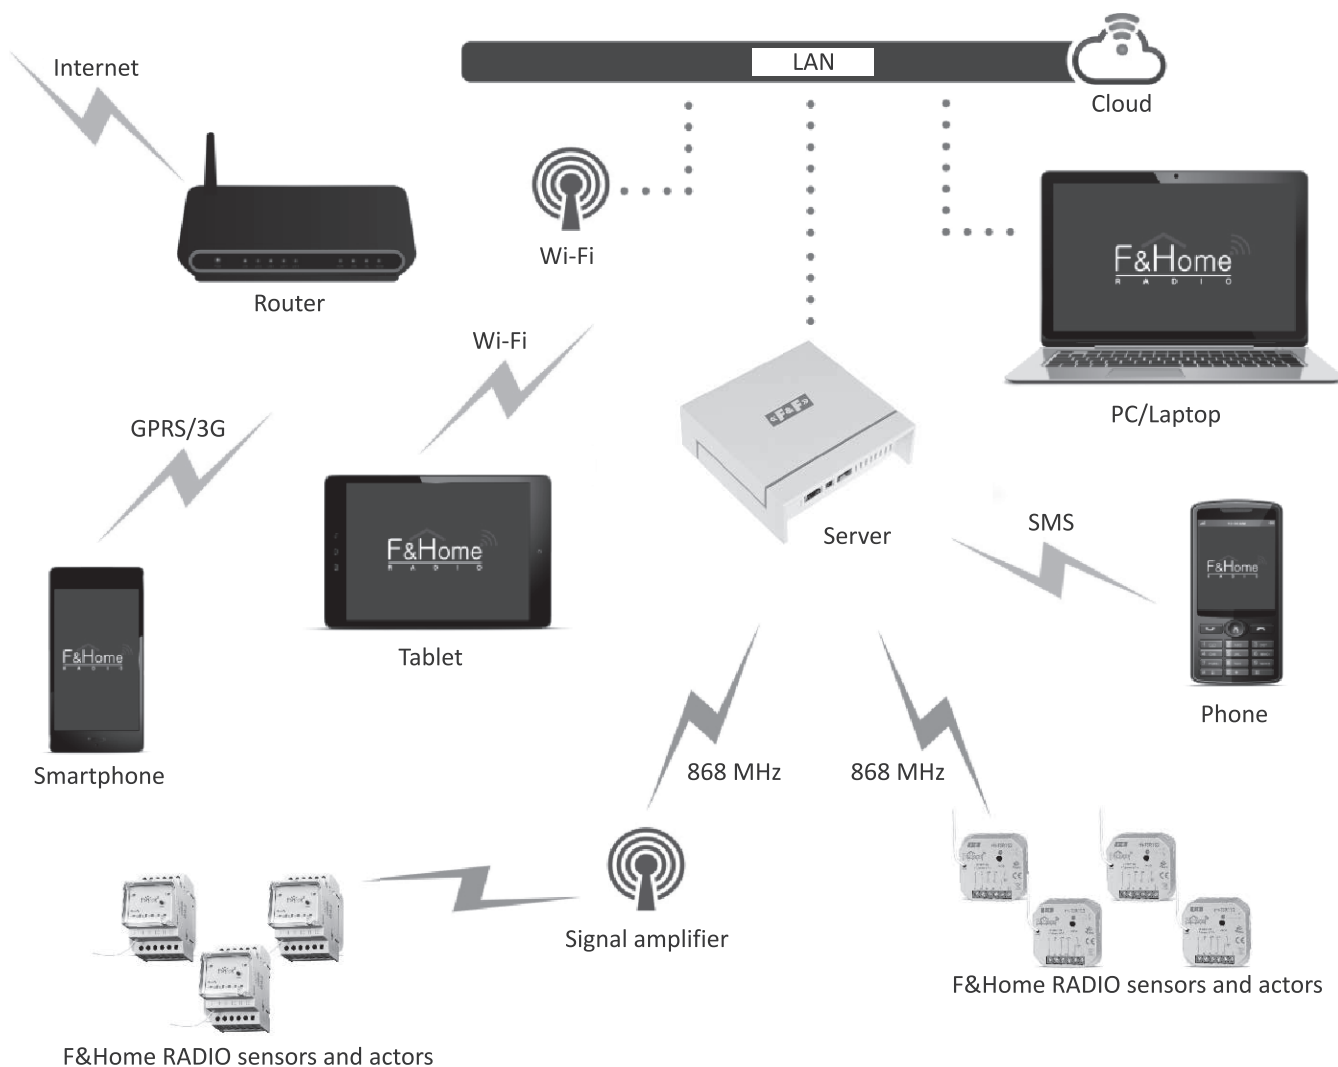 Internet
LAN
Cloud
Router
Wi-Fi
F&Home
RADIO
PC/Laptop
Wi-Fi
GPRS/3G
«F&F»
Server
SMS
F&Home
RADIO
Tablet
F&Home
RADIO
Phone
F&Home
RADIO
Smartphone
868 MHz
868 MHz
Signal amplifier
F&Home RADIO sensors and actors
F&Home RADIO sensors and actors